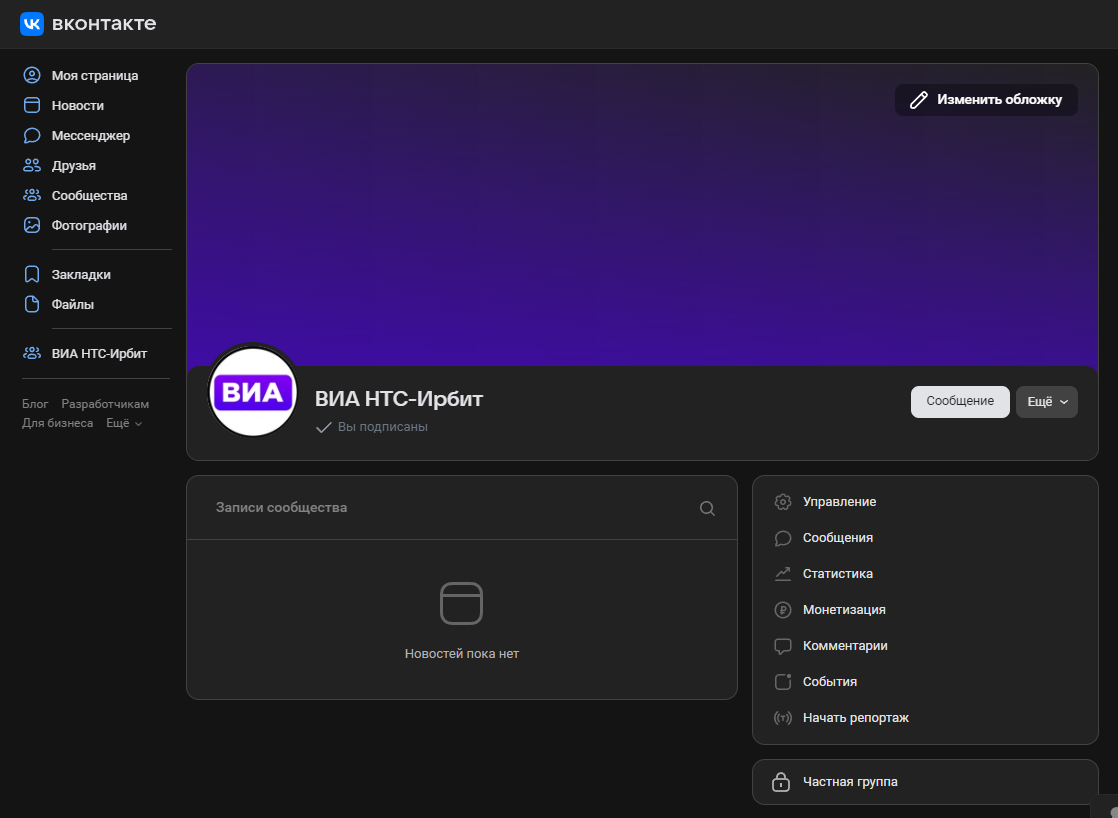 вконтакте
Моя страница
Новости
Мессенджер
Друзья
Сообщества
Фотографии
Закладки
Файлы
ВИА НТС-Ирбит
Блог Разработчикам
Для бизнеса Ещё
Изменить обложку
ВИА
ВИА НТС-Ирбит
Вы подписаны
Сообщение
Ещё
Записи сообщества
Новостей пока нет
Управление
Сообщения
Статистика
Монетизация
Комментарии
События
Начать репортаж
Частная группа